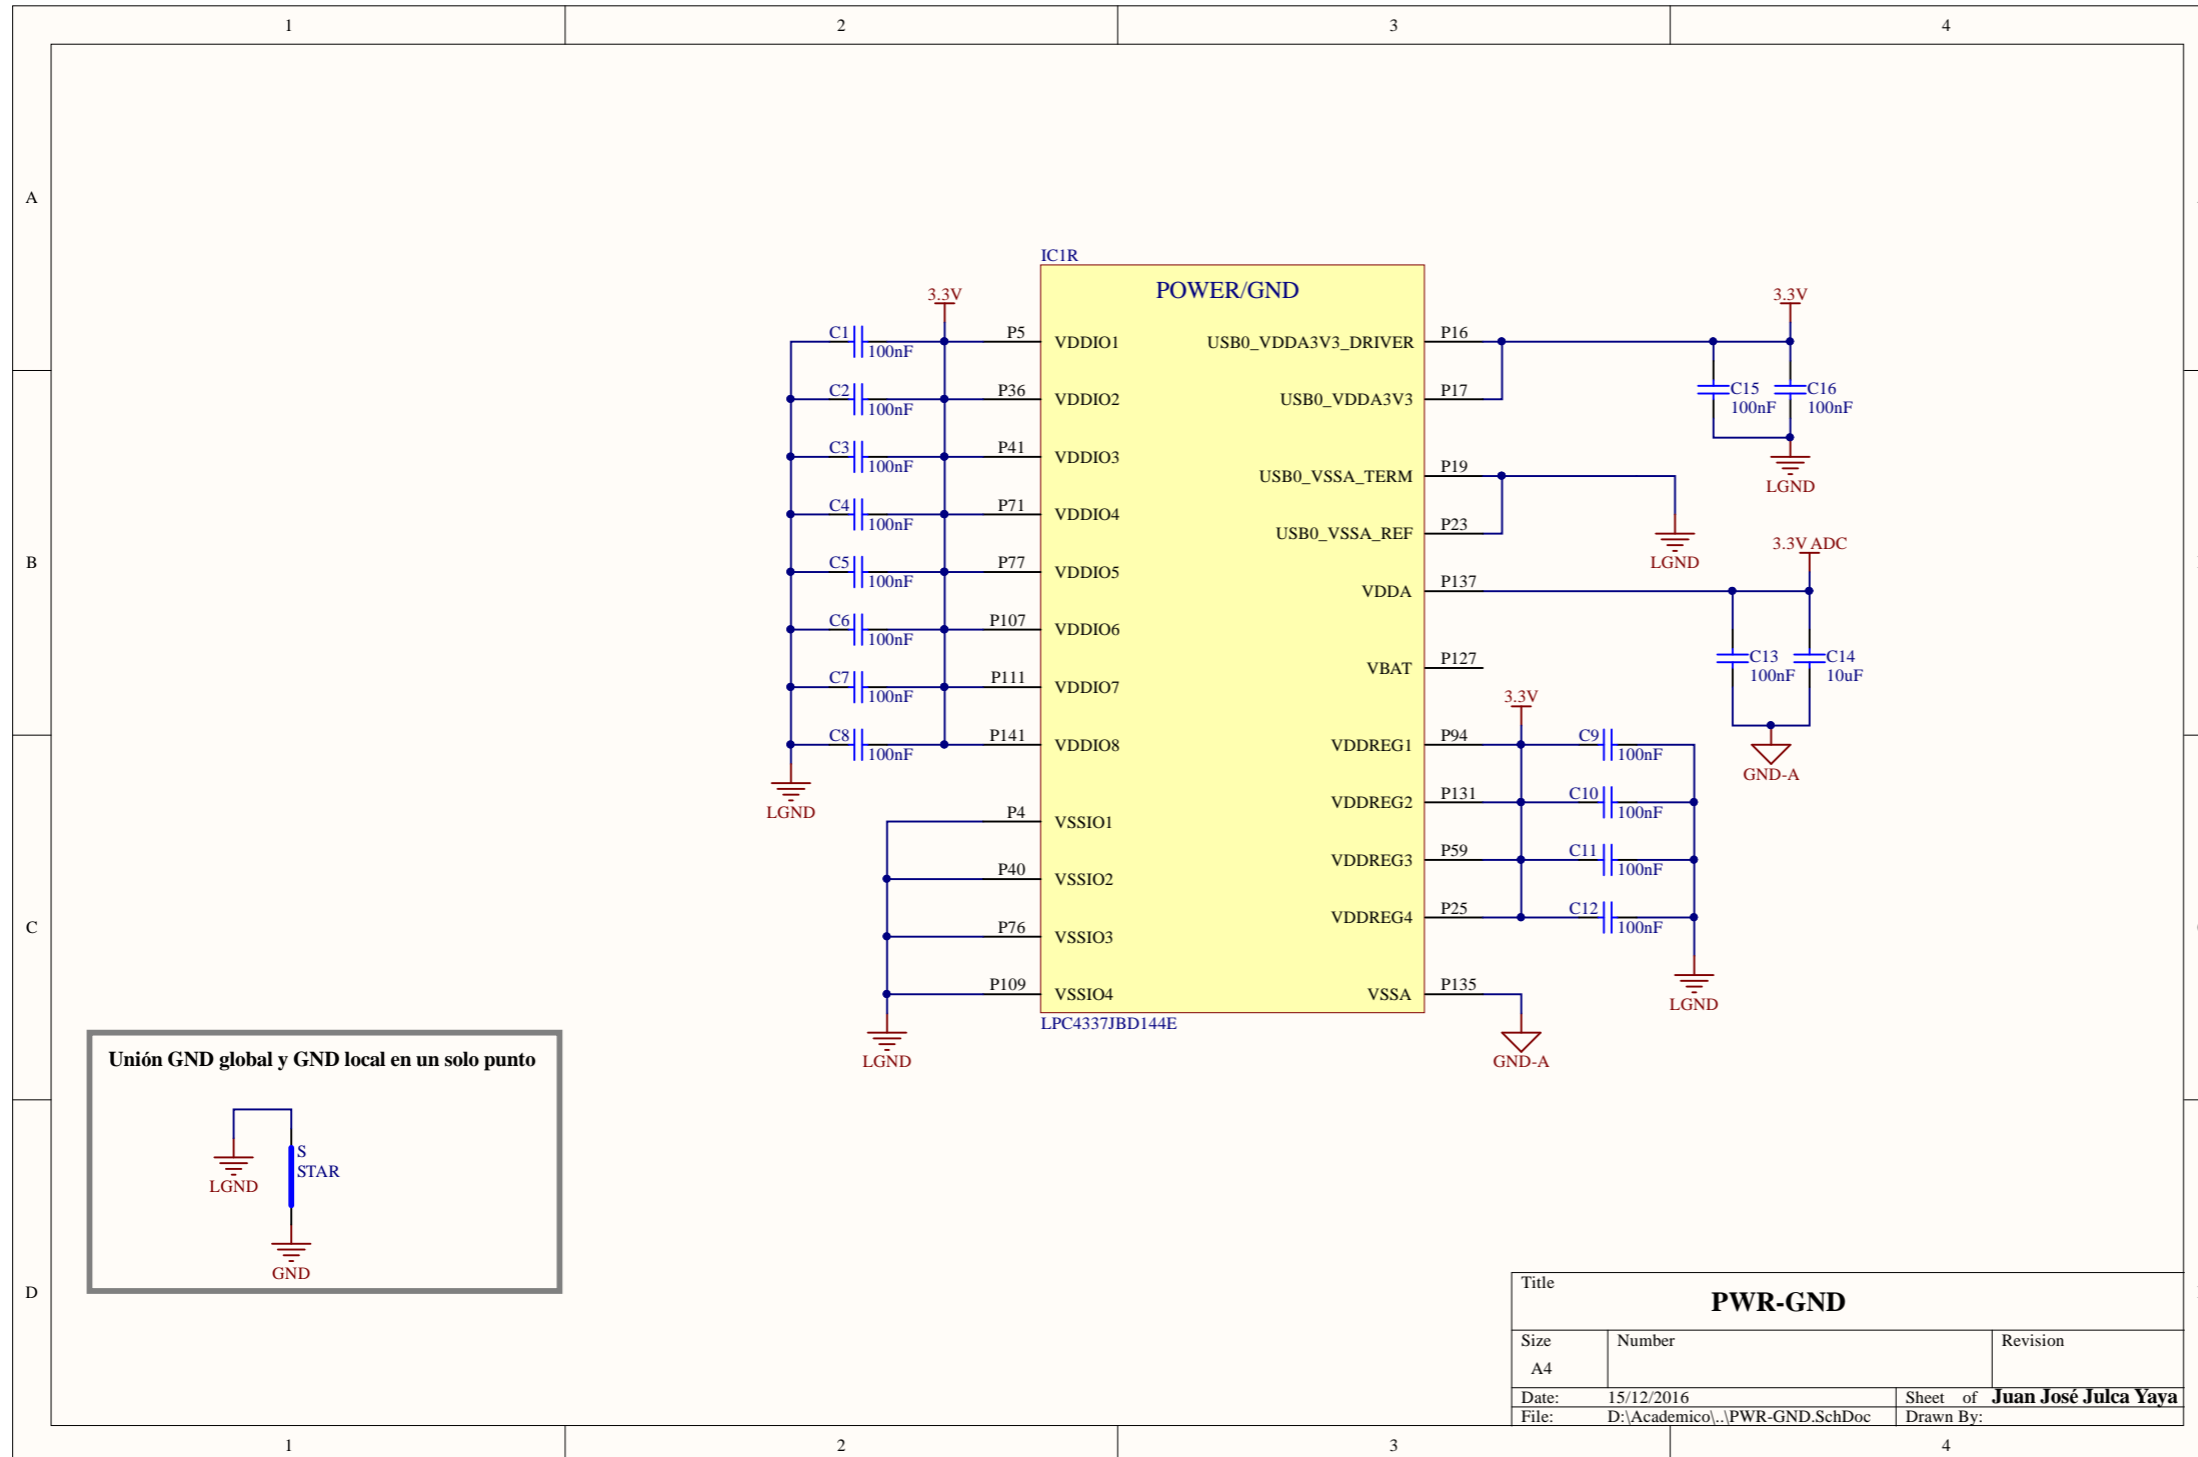 1 2 3 4
A
B
C
D
IC1R
POWER/GND
3.3V
C1 100nF P5 VDDIO1
C2 100nF P36 VDDIO2
C3 100nF P41 VDDIO3
C4 100nF P71 VDDIO4
C5 100nF P77 VDDIO5
C6 100nF P107 VDDIO6
C7 100nF P111 VDDIO7
C8 100nF P141 VDDIO8
LGND
P4 VSSIO1
P40 VSSIO2
P76 VSSIO3
P109 VSSIO4
LGND
LPC4337JBD144E
USB0_VDDA3V3_DRIVER P16
USB0_VDDA3V3 P17
3.3V
C15 100nF
C16 100nF
LGND
USB0_VSSA_TERM P19
USB0_VSSA_REF P23
LGND
3.3V ADC
VDDA P137
C13 100nF
C14 10uF
GND-A
VBAT P127
3.3V
VDDREG1 P94 C9 100nF
VDDREG2 P131 C10 100nF
VDDREG3 P59 C11 100nF
VDDREG4 P25 C12 100nF
LGND
VSSA P135
GND-A
Unión GND global y GND local en un solo punto
S
STAR
LGND
GND
Title
PWR-GND
Size Number Revision
A4
Date: 15/12/2016 Sheet of Juan José Julca Yaya
File: D:\Academico\..\PWR-GND.SchDoc Drawn By:
1 2 3 4